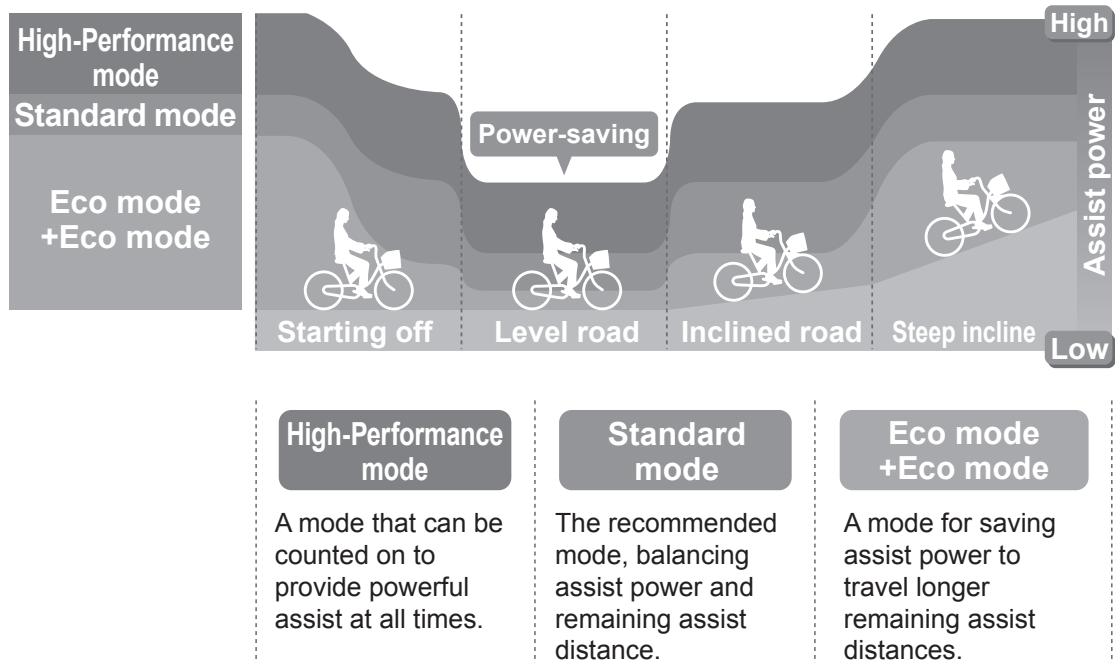 High-Performance
mode
Standard mode
Eco mode
+Eco mode
Power-saving
High
Assist power
Low
Starting off
Level road
Inclined road
Steep incline
High-Performance
mode
A mode that can be
counted on to
provide powerful
assist at all times.
Standard
mode
The recommended
mode, balancing
assist power and
remaining assist
distance.
Eco mode
+Eco mode
A mode for saving
assist power to
travel longer
remaining assist
distances.